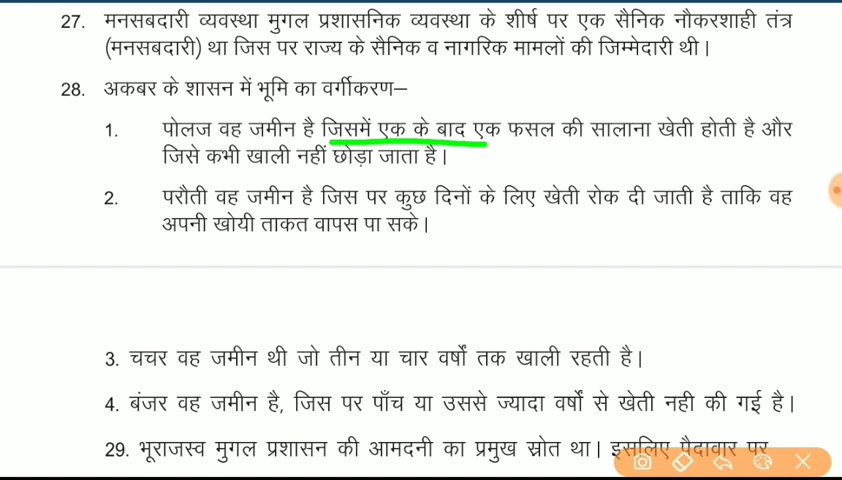 27. मनसबदारी व्यवस्था मुगल प्रशासनिक व्यवस्था के शीर्ष पर एक सैनिक नौकरशाही तंत्र
(मनसबदारी) था जिस पर राज्य के सैनिक व नागरिक मामलों की जिम्मेदारी थी।
28. अकबर के शासन में भूमि का वर्गीकरण–
1. पोलज वह जमीन है जिसमें एक के बाद एक फसल की सालाना खेती होती है और
जिसे कभी खाली नहीं छोड़ा जाता है।
2. परौती वह जमीन है जिस पर कुछ दिनों के लिए खेती रोक दी जाती है ताकि वह
अपनी खोयी ताकत वापस पा सके।
3. चचर वह जमीन थी जो तीन या चार वर्षों तक खाली रहती है।
4. बंजर वह जमीन है, जिस पर पाँच या उससे ज्यादा वर्षों से खेती नही की गई है।
29. भूराजस्व मुगल प्रशासन की आमदनी का प्रमुख स्रोत था। इसलिए पैदावार पर